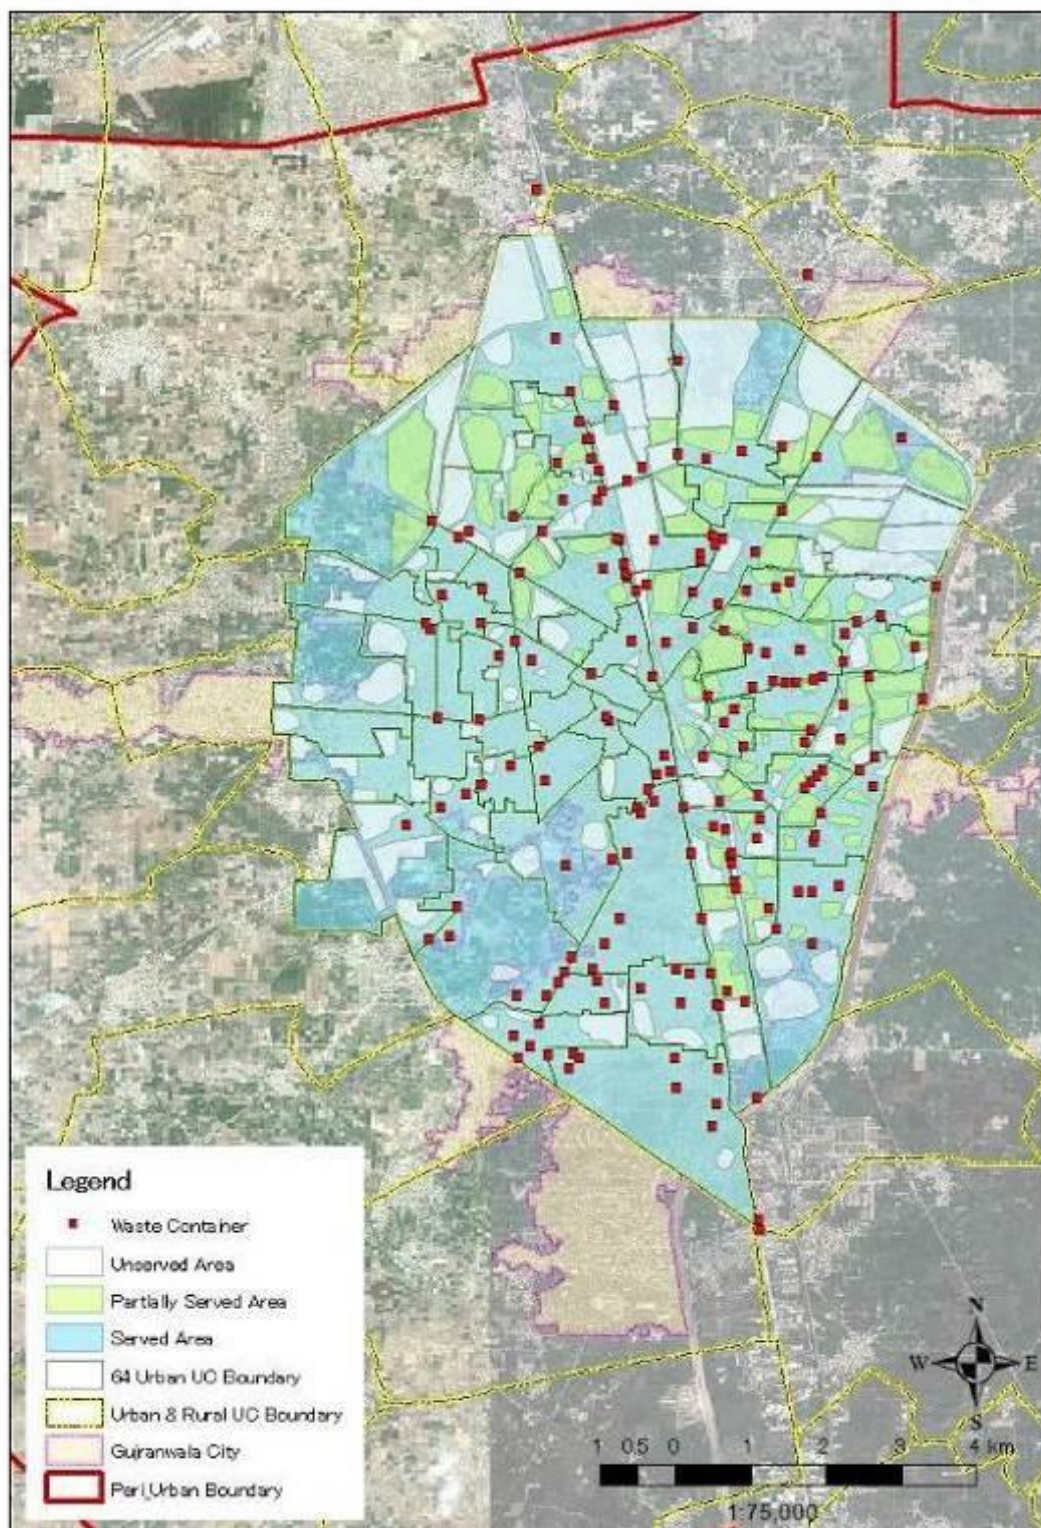 Legend
Waste Container
Unserved Area
Partially Served Area
Served Area
64 Urban UC Boundary
Urban & Rural UC Boundary
Gujranwala City
Peri_Urban Boundary
N
W
E
S
1 0.5 0 1 2 3 4 km
1:75,000